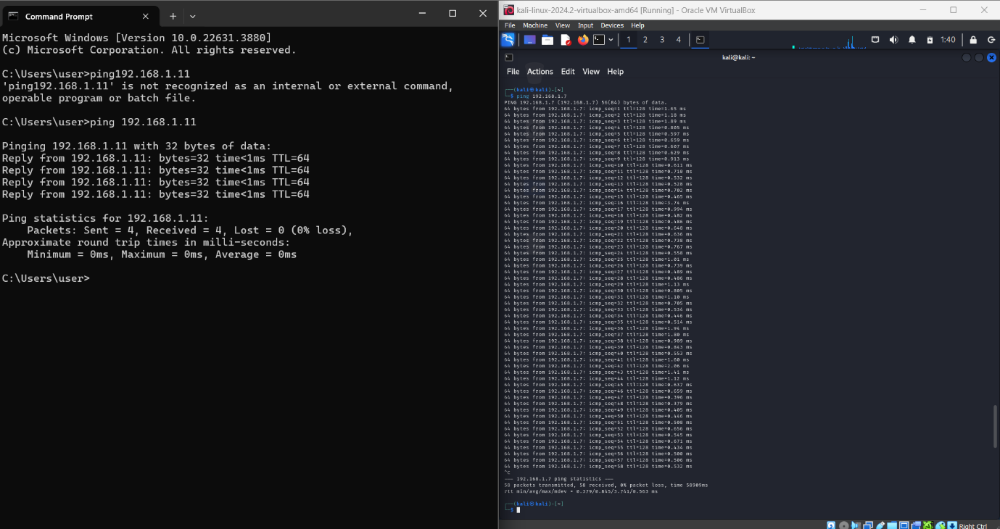 Command Prompt
Microsoft Windows [Version 10.0.22631.3880]
(c) Microsoft Corporation. All rights reserved.
C:\Users\user>ping192.168.1.11
'ping192.168.1.11' is not recognized as an internal or external command,
operable program or batch file.
C:\Users\user>ping 192.168.1.11
Pinging 192.168.1.11 with 32 bytes of data:
Reply from 192.168.1.11: bytes=32 time<1ms TTL=64
Reply from 192.168.1.11: bytes=32 time<1ms TTL=64
Reply from 192.168.1.11: bytes=32 time<1ms TTL=64
Reply from 192.168.1.11: bytes=32 time<1ms TTL=64
Ping statistics for 192.168.1.11:
Packets: Sent = 4, Received = 4, Lost = 0 (0% loss),
Approximate round trip times in milli-seconds:
Minimum = 0ms, Maximum = 0ms, Average = 0ms
C:\Users\user>
kali-linux-2024.2-virtualbox-amd64 [Running] - Oracle VM VirtualBox
File Machine View Input Devices Help
1 2 3 4 1:40
kali@kali: ~
File Actions Edit View Help
(kali㉿kali)-[~]
$ ping 192.168.1.7
PING 192.168.1.7 (192.168.1.7) 56(84) bytes of data.
64 bytes from 192.168.1.7: icmp_seq=1 ttl=128 time=1.65 ms
64 bytes from 192.168.1.7: icmp_seq=2 ttl=128 time=1.18 ms
64 bytes from 192.168.1.7: icmp_seq=3 ttl=128 time=1.89 ms
64 bytes from 192.168.1.7: icmp_seq=4 ttl=128 time=0.805 ms
64 bytes from 192.168.1.7: icmp_seq=5 ttl=128 time=0.597 ms
64 bytes from 192.168.1.7: icmp_seq=6 ttl=128 time=0.659 ms
64 bytes from 192.168.1.7: icmp_seq=7 ttl=128 time=0.607 ms
64 bytes from 192.168.1.7: icmp_seq=8 ttl=128 time=0.629 ms
64 bytes from 192.168.1.7: icmp_seq=9 ttl=128 time=0.913 ms
64 bytes from 192.168.1.7: icmp_seq=10 ttl=128 time=0.611 ms
64 bytes from 192.168.1.7: icmp_seq=11 ttl=128 time=0.710 ms
64 bytes from 192.168.1.7: icmp_seq=12 ttl=128 time=0.532 ms
64 bytes from 192.168.1.7: icmp_seq=13 ttl=128 time=0.528 ms
64 bytes from 192.168.1.7: icmp_seq=14 ttl=128 time=0.702 ms
64 bytes from 192.168.1.7: icmp_seq=15 ttl=128 time=0.465 ms
64 bytes from 192.168.1.7: icmp_seq=16 ttl=128 time=3.74 ms
64 bytes from 192.168.1.7: icmp_seq=17 ttl=128 time=0.994 ms
64 bytes from 192.168.1.7: icmp_seq=18 ttl=128 time=0.482 ms
64 bytes from 192.168.1.7: icmp_seq=19 ttl=128 time=0.486 ms
64 bytes from 192.168.1.7: icmp_seq=20 ttl=128 time=0.648 ms
64 bytes from 192.168.1.7: icmp_seq=21 ttl=128 time=0.636 ms
64 bytes from 192.168.1.7: icmp_seq=22 ttl=128 time=0.738 ms
64 bytes from 192.168.1.7: icmp_seq=23 ttl=128 time=0.767 ms
64 bytes from 192.168.1.7: icmp_seq=24 ttl=128 time=0.558 ms
64 bytes from 192.168.1.7: icmp_seq=25 ttl=128 time=1.01 ms
64 bytes from 192.168.1.7: icmp_seq=26 ttl=128 time=0.739 ms
64 bytes from 192.168.1.7: icmp_seq=27 ttl=128 time=0.489 ms
64 bytes from 192.168.1.7: icmp_seq=28 ttl=128 time=0.486 ms
64 bytes from 192.168.1.7: icmp_seq=29 ttl=128 time=1.13 ms
64 bytes from 192.168.1.7: icmp_seq=30 ttl=128 time=0.805 ms
64 bytes from 192.168.1.7: icmp_seq=31 ttl=128 time=1.10 ms
64 bytes from 192.168.1.7: icmp_seq=32 ttl=128 time=0.705 ms
64 bytes from 192.168.1.7: icmp_seq=33 ttl=128 time=0.534 ms
64 bytes from 192.168.1.7: icmp_seq=34 ttl=128 time=0.446 ms
64 bytes from 192.168.1.7: icmp_seq=35 ttl=128 time=0.514 ms
64 bytes from 192.168.1.7: icmp_seq=36 ttl=128 time=1.94 ms
64 bytes from 192.168.1.7: icmp_seq=37 ttl=128 time=1.80 ms
64 bytes from 192.168.1.7: icmp_seq=38 ttl=128 time=0.989 ms
64 bytes from 192.168.1.7: icmp_seq=39 ttl=128 time=0.843 ms
64 bytes from 192.168.1.7: icmp_seq=40 ttl=128 time=0.553 ms
64 bytes from 192.168.1.7: icmp_seq=41 ttl=128 time=1.60 ms
64 bytes from 192.168.1.7: icmp_seq=42 ttl=128 time=2.06 ms
64 bytes from 192.168.1.7: icmp_seq=43 ttl=128 time=1.41 ms
64 bytes from 192.168.1.7: icmp_seq=44 ttl=128 time=1.12 ms
64 bytes from 192.168.1.7: icmp_seq=45 ttl=128 time=0.637 ms
64 bytes from 192.168.1.7: icmp_seq=46 ttl=128 time=0.659 ms
64 bytes from 192.168.1.7: icmp_seq=47 ttl=128 time=0.396 ms
64 bytes from 192.168.1.7: icmp_seq=48 ttl=128 time=0.379 ms
64 bytes from 192.168.1.7: icmp_seq=49 ttl=128 time=0.405 ms
64 bytes from 192.168.1.7: icmp_seq=50 ttl=128 time=0.446 ms
64 bytes from 192.168.1.7: icmp_seq=51 ttl=128 time=0.508 ms
64 bytes from 192.168.1.7: icmp_seq=52 ttl=128 time=0.656 ms
64 bytes from 192.168.1.7: icmp_seq=53 ttl=128 time=0.545 ms
64 bytes from 192.168.1.7: icmp_seq=54 ttl=128 time=0.671 ms
64 bytes from 192.168.1.7: icmp_seq=55 ttl=128 time=0.434 ms
64 bytes from 192.168.1.7: icmp_seq=56 ttl=128 time=0.500 ms
64 bytes from 192.168.1.7: icmp_seq=57 ttl=128 time=0.506 ms
64 bytes from 192.168.1.7: icmp_seq=58 ttl=128 time=0.532 ms
^C
--- 192.168.1.7 ping statistics ---
58 packets transmitted, 58 received, 0% packet loss, time 58909ms
rtt min/avg/max/mdev = 0.379/0.845/3.741/0.563 ms
(kali㉿kali)-[~]
$
Right Ctrl